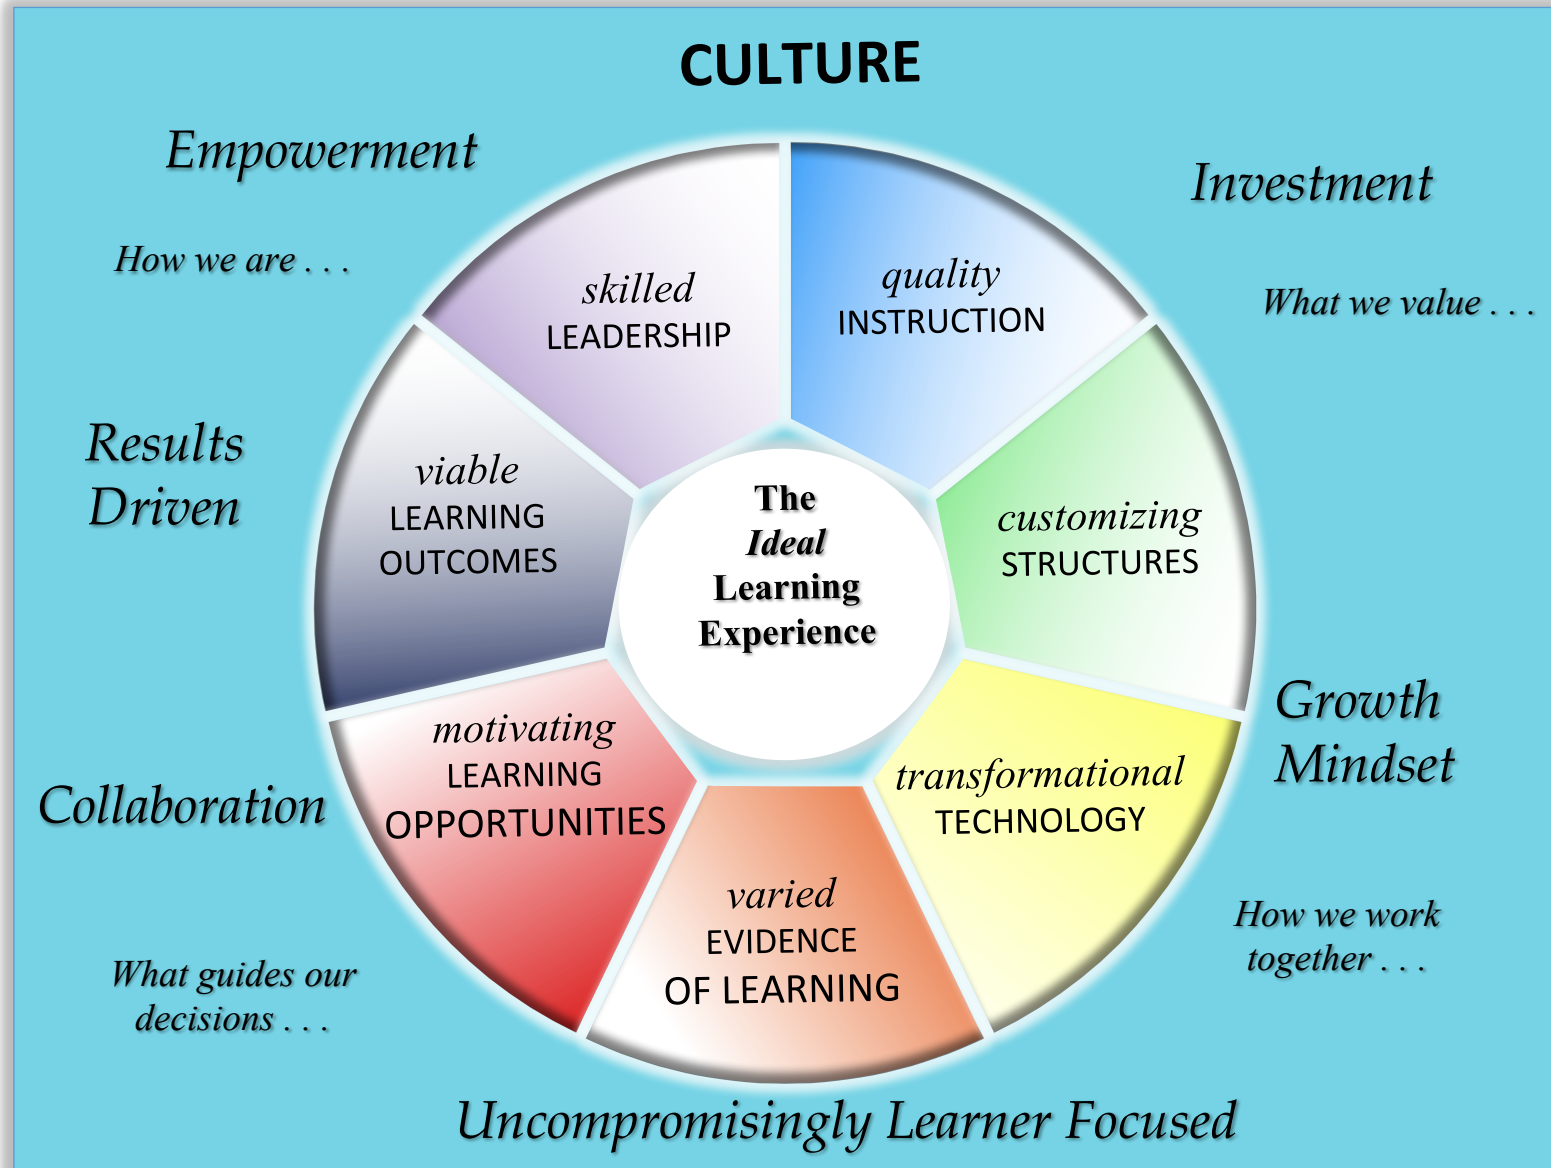 CULTURE
Empowerment
Investment
How we are . . .
What we value . . .
skilled
LEADERSHIP
quality
INSTRUCTION
Results
Driven
viable
LEARNING
OUTCOMES
The
Ideal
Learning
Experience
customizing
STRUCTURES
Growth
Mindset
motivating
LEARNING
OPPORTUNITIES
transformational
TECHNOLOGY
Collaboration
varied
EVIDENCE
OF LEARNING
How we work
together . . .
What guides our
decisions . . .
Uncompromisingly Learner Focused